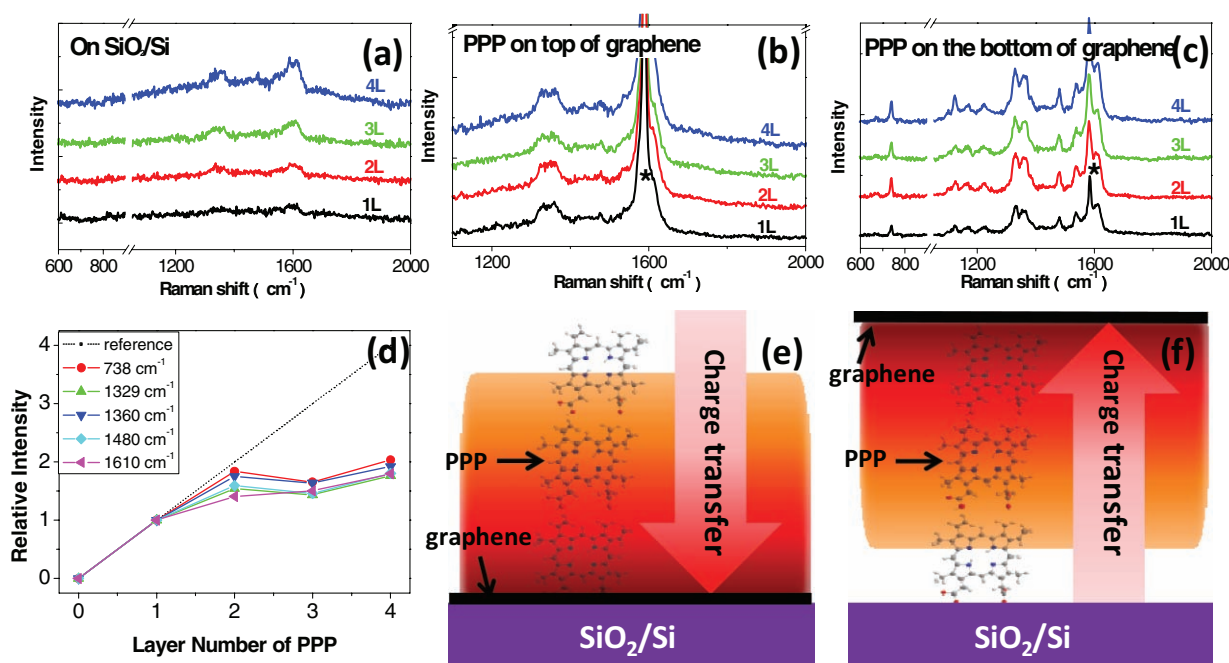 On SiO2/Si
(a)
4L
3L
2L
1L
Intensity
600 800 1200 1600 2000
Raman shift ( cm-1)
PPP on top of graphene
(b)
4L
3L
*
2L
1L
Intensity
1200 1400 1600 1800 2000
Raman shift ( cm-1)
PPP on the bottom of graphene
(c)
4L
3L
*
2L
1L
Intensity
600 800 1200 1600 2000
Raman shift ( cm-1)
(d)
reference
738 cm-1
1329 cm-1
1360 cm-1
1480 cm-1
1610 cm-1
4
3
2
1
0
Relative Intensity
0 1 2 3 4
Layer Number of PPP
(e)
Charge transfer
PPP
graphene
SiO2/Si
(f)
graphene
Charge transfer
PPP
SiO2/Si